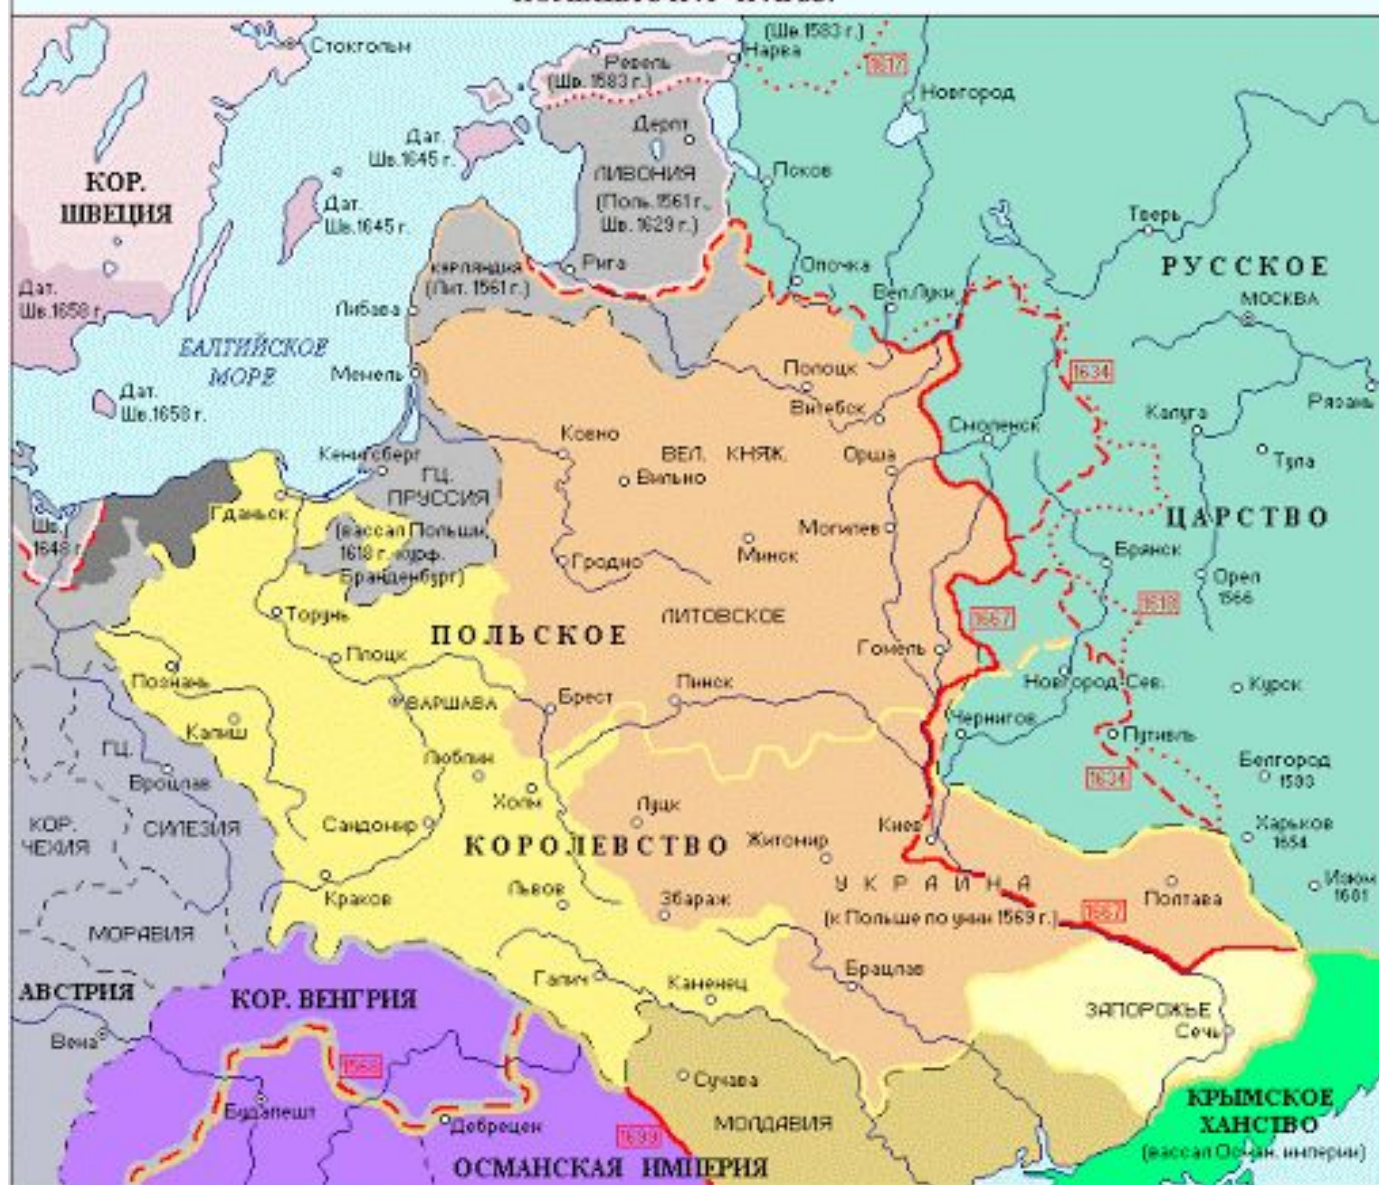 Стокгольм
(Шв. 1583 г.)
Нарва
1617
Ревель
(Шв. 1583 г.)
Новгород
Дат.
Шв. 1645 г.
Дерпт
КОР.
ШВЕЦИЯ
ЛИВОНИЯ
(Поль. 1561 г.,
Шв. 1629 г.)
Псков
Дат.
Шв. 1645 г.
Тверь
КУРЛЯНДИЯ
(Лит. 1561 г.)
Рига
Опочка
РУССКОЕ
Дат.
Шв. 1658 г.
Либава
Вел.Луки
МОСКВА
БАЛТИЙСКОЕ
МОРЕ
Мемель
Полоцк
1634
Дат.
Шв. 1658 г.
Витебск
Калуга
Рязань
Смоленск
Ковно
ВЕЛ. КНЯЖ.
Орша
Тула
Кенигсберг
Вильно
ГЦ.
ПРУССИЯ
(вассал Польши,
1618 г. курф.
Бранденбург)
Гданьск
Шв.
1648 г.
Могилев
ЦАРСТВО
Минск
Брянск
Гродно
Орел
1566
Торунь
ЛИТОВСКОЕ
1667
1618
ПОЛЬСКОЕ
Плоцк
Гомель
Познань
Новгород-Сев.
Курск
ВАРШАВА
Брест
Пинск
Калиш
Чернигов
Путивль
ГЦ.
Вроцлав
Люблин
1634
Белгород
1593
Холм
Луцк
КОР.
ЧЕХИЯ
СИЛЕЗИЯ
Сандомир
КОРОЛЕВСТВО
Житомир
Киев
Харьков
1654
Краков
Львов
УКРАИНА
Изюм
1681
Збараж
(к Польше по унии 1569 г.)
1667
Полтава
МОРАВИЯ
Галич
Каменец
Брацлав
АВСТРИЯ
КОР. ВЕНГРИЯ
ЗАПОРОЖЬЕ
Сечь
Вена
1568
Сучава
Будапешт
Дебрецен
1699
МОЛДАВИЯ
КРЫМСКОЕ
ХАНСТВО
(вассал Осман. империи)
ОСМАНСКАЯ ИМПЕРИЯ